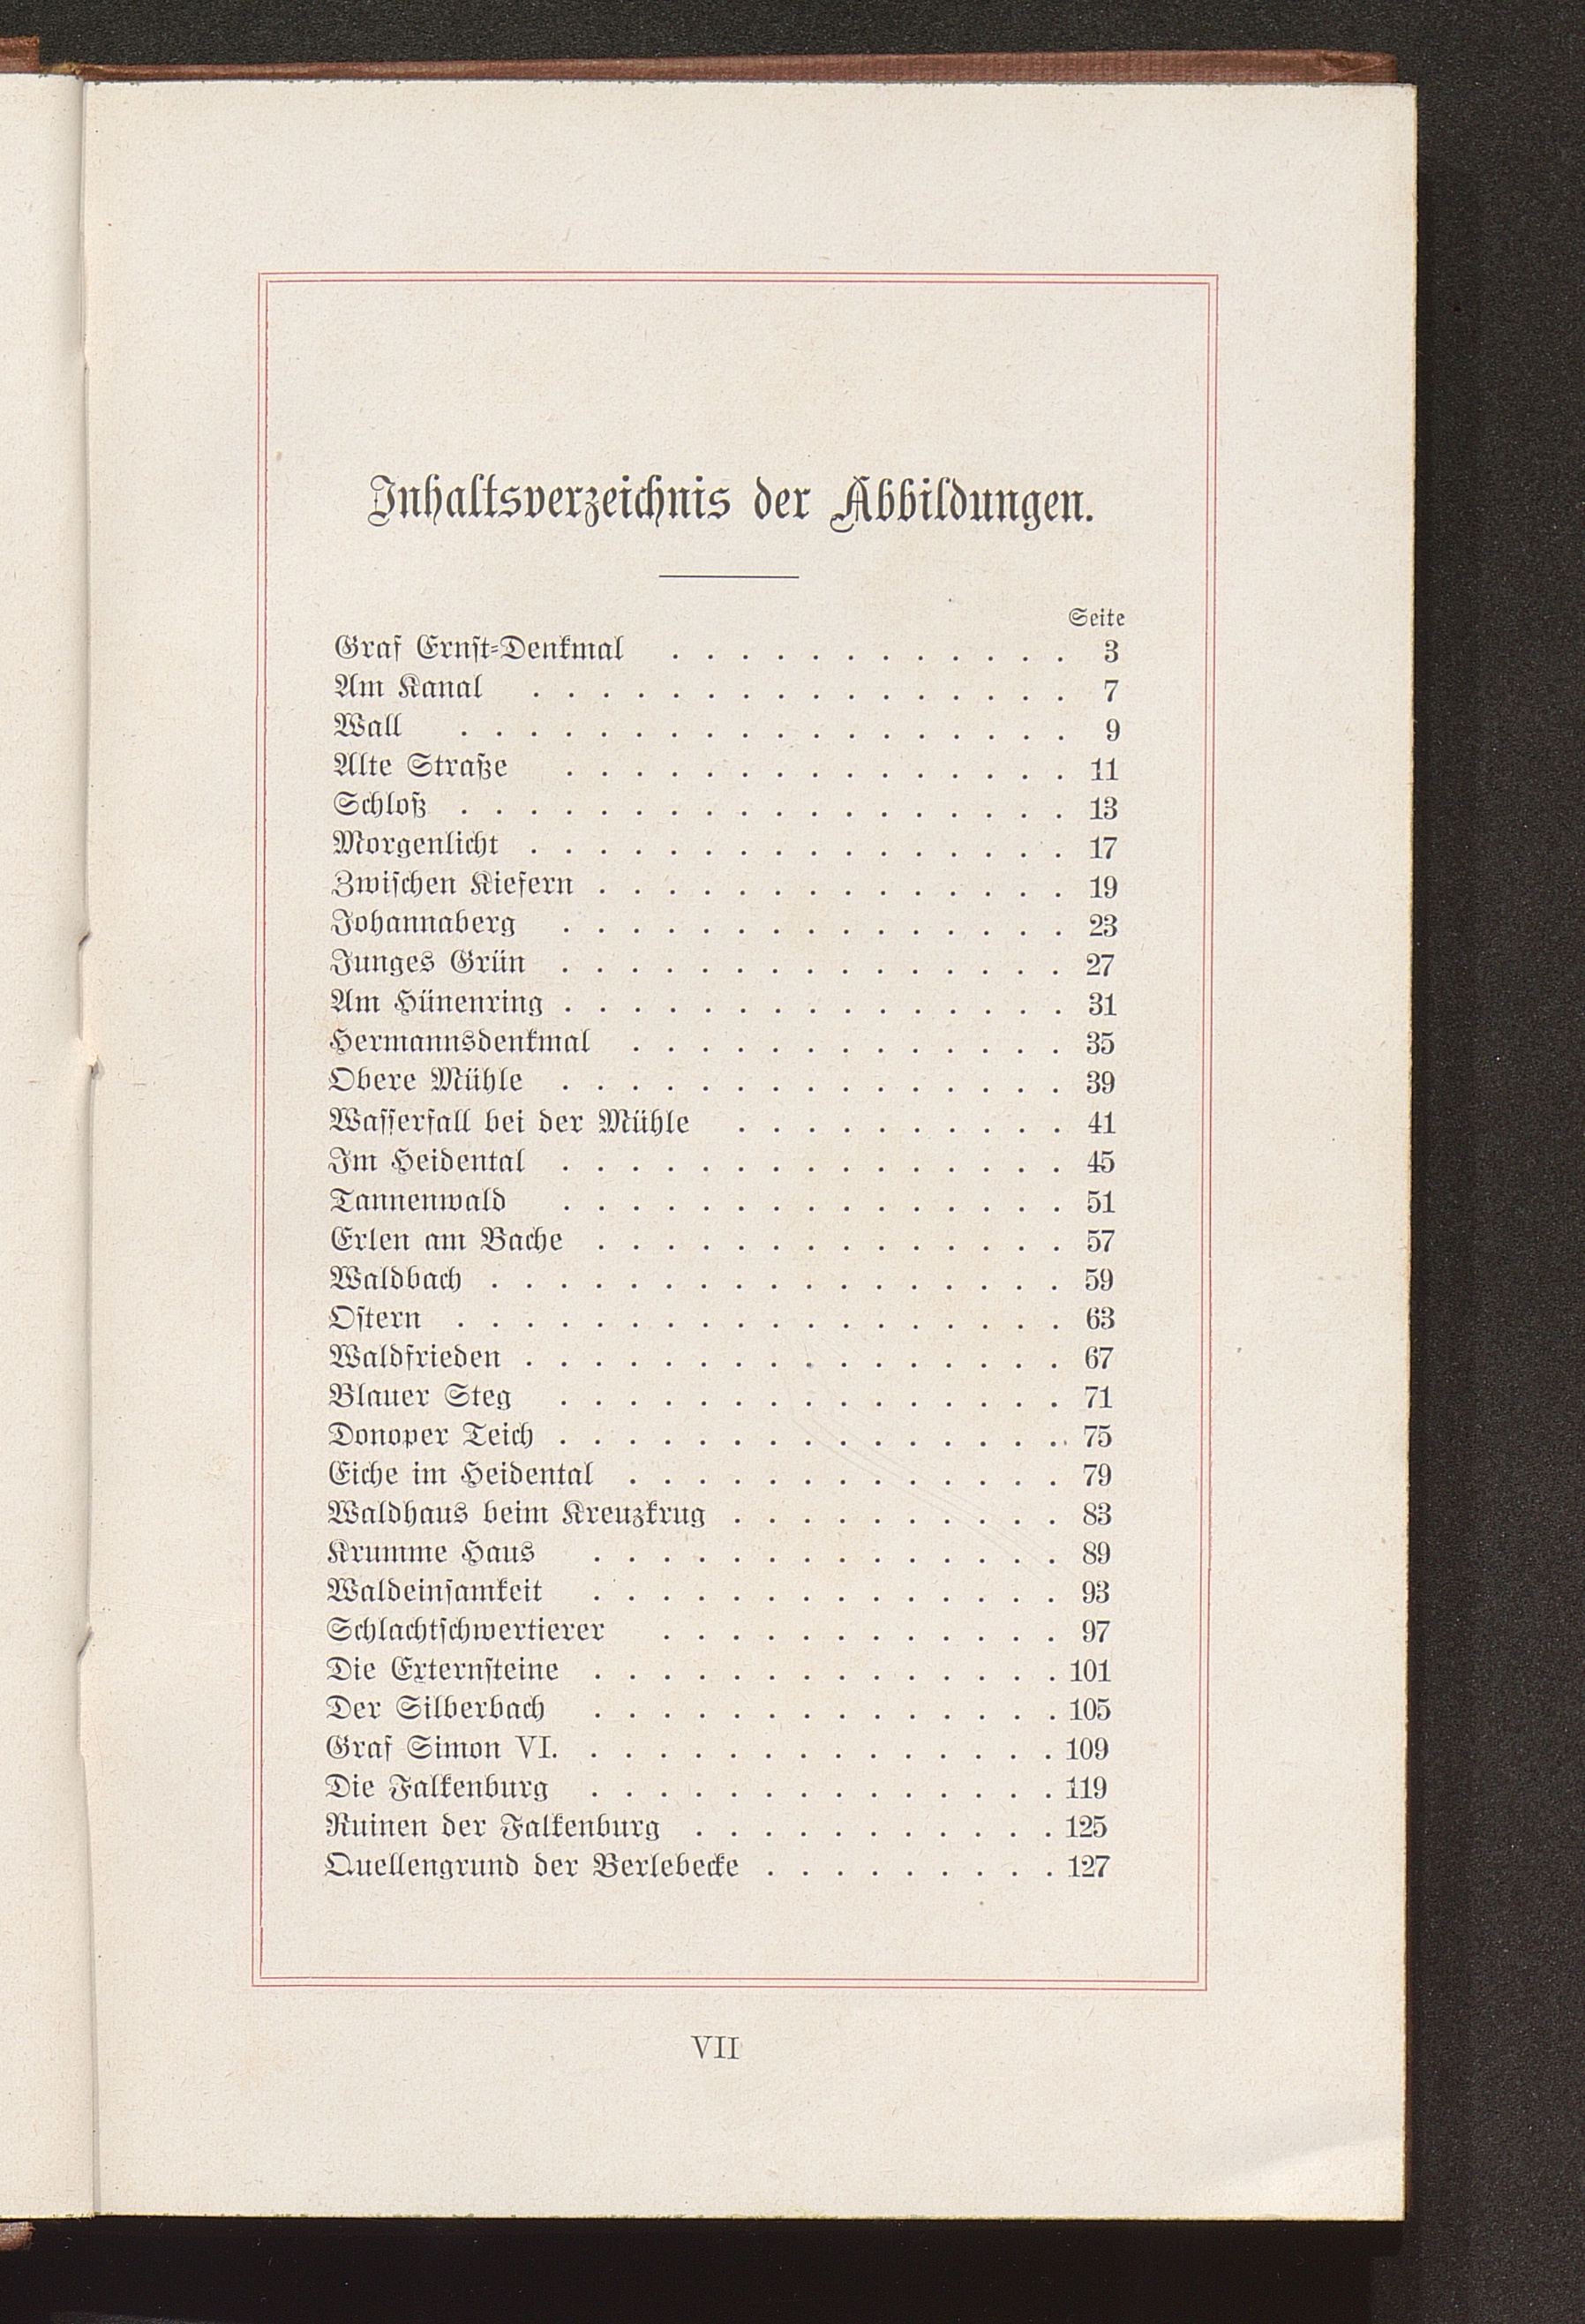 Inhaltsverzeichnis der Abbildungen.
Seite
Graf Ernst-Denkmal . . . . . . . . . . . . 3
Am Kanal . . . . . . . . . . . . . . . . 7
Wall . . . . . . . . . . . . . . . . . . 9
Alte Straße . . . . . . . . . . . . . . . 11
Schloß . . . . . . . . . . . . . . . . . . 13
Morgenlicht . . . . . . . . . . . . . . . . 17
Zwischen Kiefern . . . . . . . . . . . . . . 19
Johannaberg . . . . . . . . . . . . . . . 23
Junges Grün . . . . . . . . . . . . . . . 27
Am Hünenring . . . . . . . . . . . . . . . 31
Hermannsdenkmal . . . . . . . . . . . . . 35
Obere Mühle . . . . . . . . . . . . . . . 39
Wasserfall bei der Mühle . . . . . . . . . . 41
Im Heidental . . . . . . . . . . . . . . . 45
Tannenwald . . . . . . . . . . . . . . . 51
Erlen am Bache . . . . . . . . . . . . . . 57
Waldbach . . . . . . . . . . . . . . . . . 59
Ostern . . . . . . . . . . . . . . . . . . 63
Waldfrieden . . . . . . . . . . . . . . . . 67
Blauer Steg . . . . . . . . . . . . . . . 71
Donoper Teich . . . . . . . . . . . . . . . 75
Eiche im Heidental . . . . . . . . . . . . . 79
Waldhaus beim Kreuzkrug . . . . . . . . . . 83
Krumme Haus . . . . . . . . . . . . . . 89
Waldeinsamkeit . . . . . . . . . . . . . . 93
Schlachtschwertierer . . . . . . . . . . . . 97
Die Externsteine . . . . . . . . . . . . . . 101
Der Silberbach . . . . . . . . . . . . . . 105
Graf Simon VI. . . . . . . . . . . . . . . 109
Die Falkenburg . . . . . . . . . . . . . . 119
Ruinen der Falkenburg . . . . . . . . . . . 125
Quellengrund der Berlebecke . . . . . . . . . 127
VII